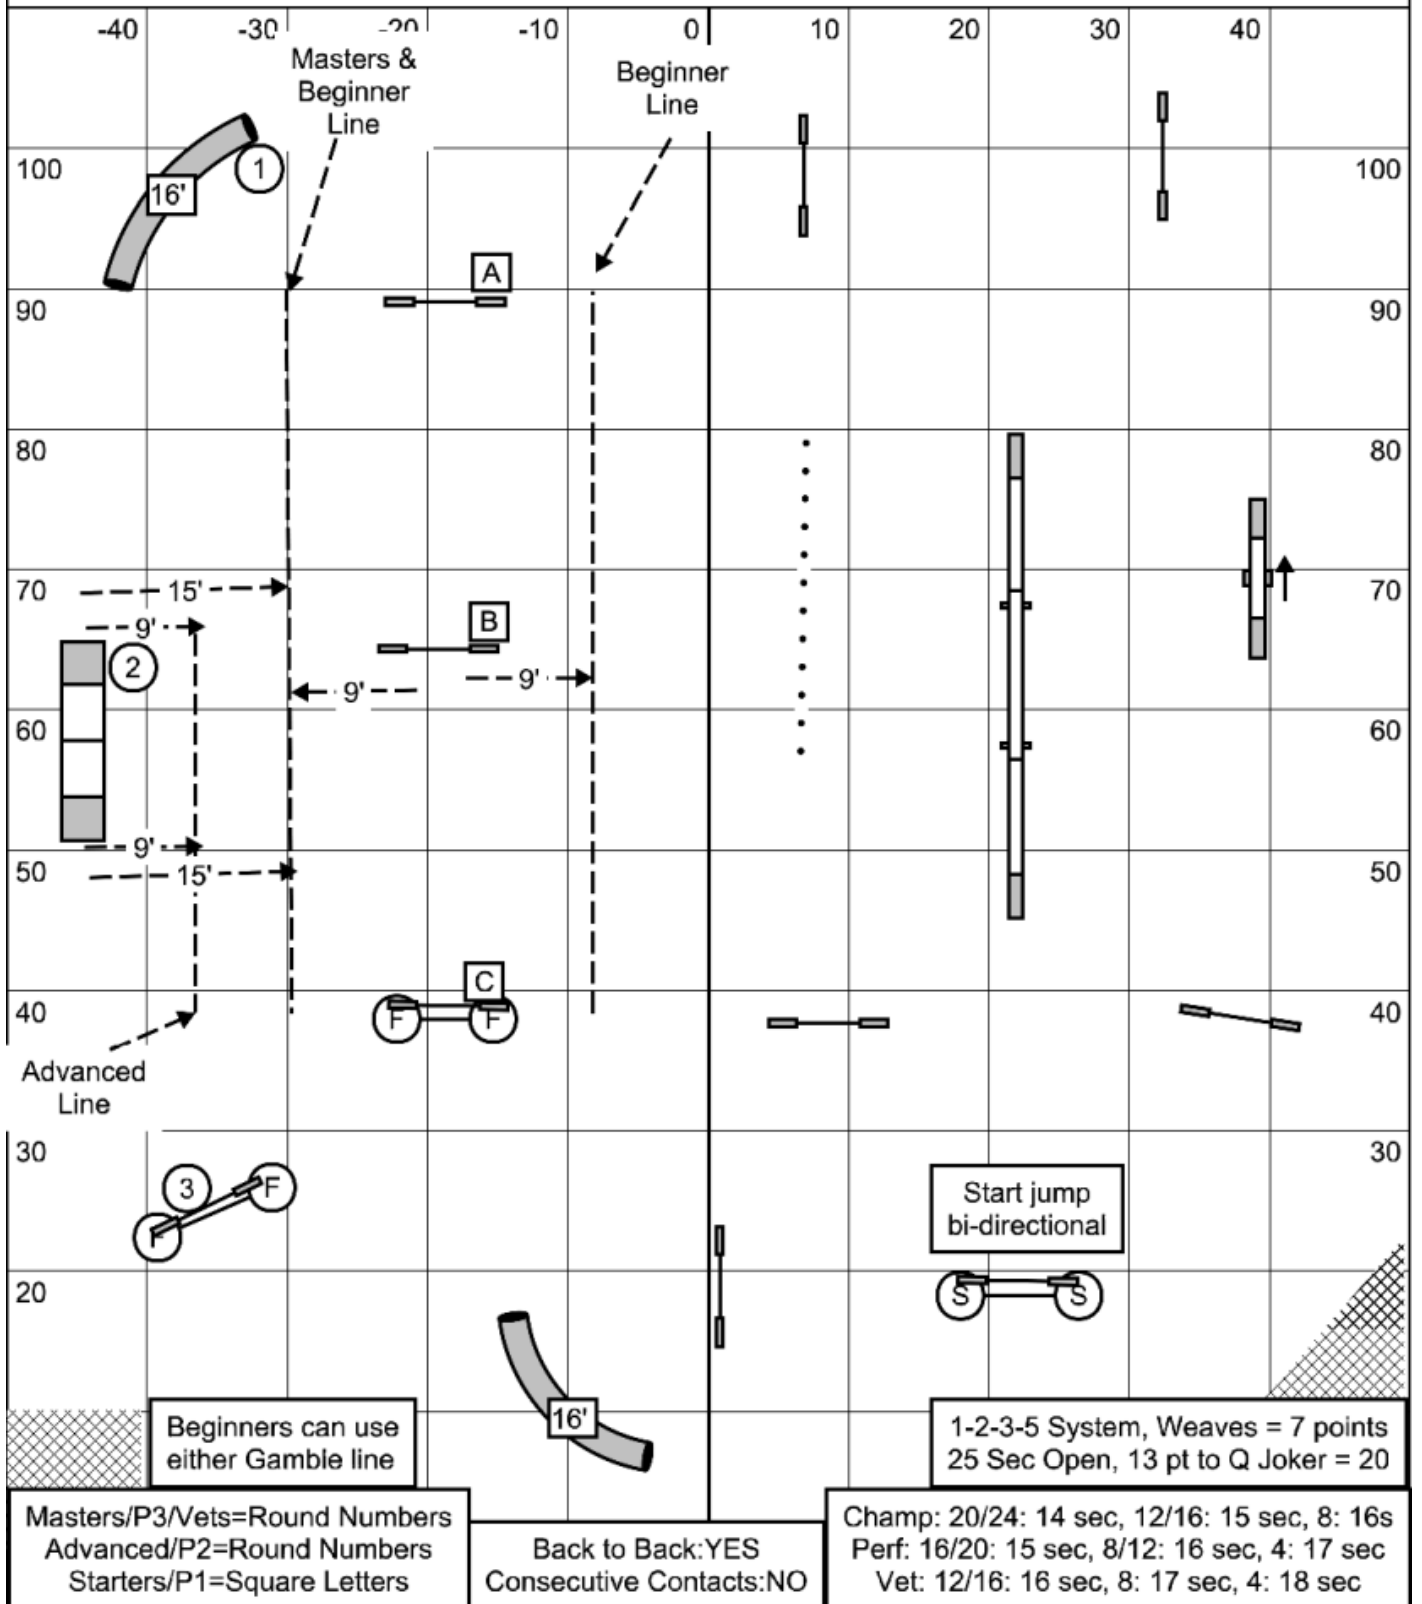 -40 -30 -20 -10 0 10 20 30 40
Masters &
Beginner
Line
Beginner
Line
100 1 100
16'
A
90 90
80 80
70 15' 70
9' B
2
9' 9'
60 60
9'
50 15' 50
C
40 F F 40
Advanced
Line
30 30
3 F
F
Start jump
bi-directional
20 S S
16'
Beginners can use
either Gamble line
1-2-3-5 System, Weaves = 7 points
25 Sec Open, 13 pt to Q Joker = 20
Masters/P3/Vets=Round Numbers
Advanced/P2=Round Numbers
Starters/P1=Square Letters
Back to Back:YES
Consecutive Contacts:NO
Champ: 20/24: 14 sec, 12/16: 15 sec, 8: 16s
Perf: 16/20: 15 sec, 8/12: 16 sec, 4: 17 sec
Vet: 12/16: 16 sec, 8: 17 sec, 4: 18 sec